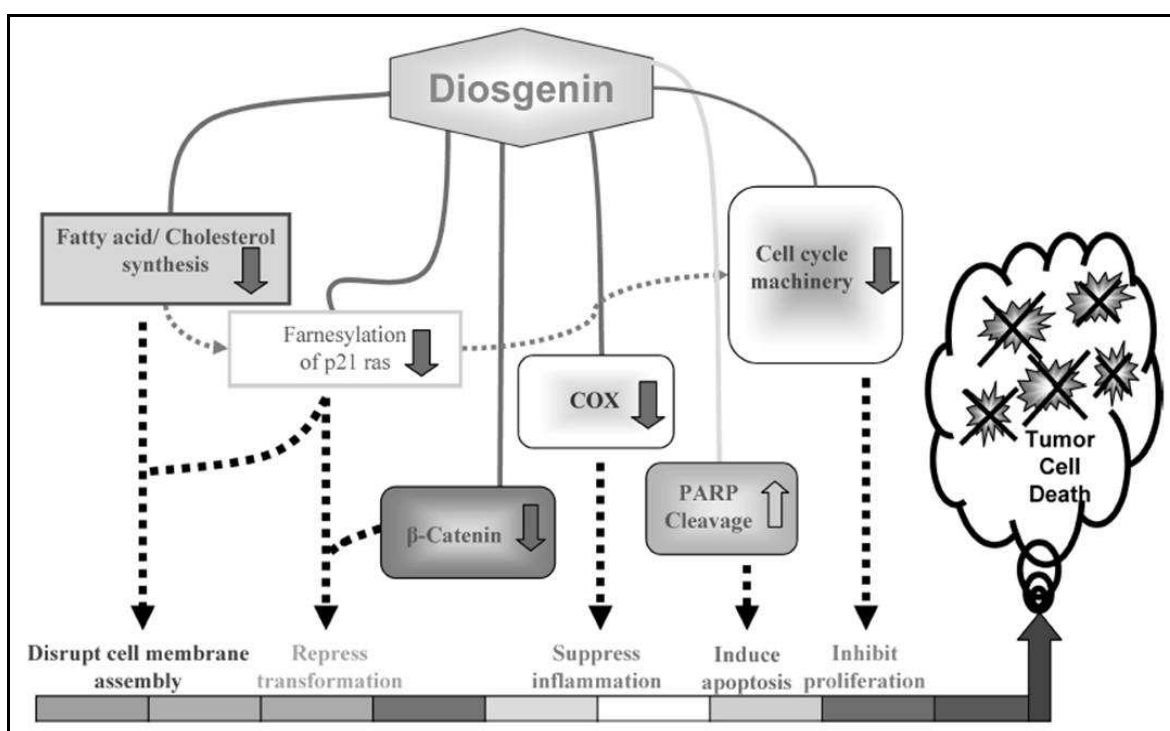 Diosgenin
Fatty acid/ Cholesterol
synthesis
Farnesylation
of p21 ras
Cell cycle
machinery
COX
PARP
Cleavage
β-Catenin
Tumor
Cell
Death
Disrupt cell membrane
assembly
Repress
transformation
Suppress
inflammation
Induce
apoptosis
Inhibit
proliferation